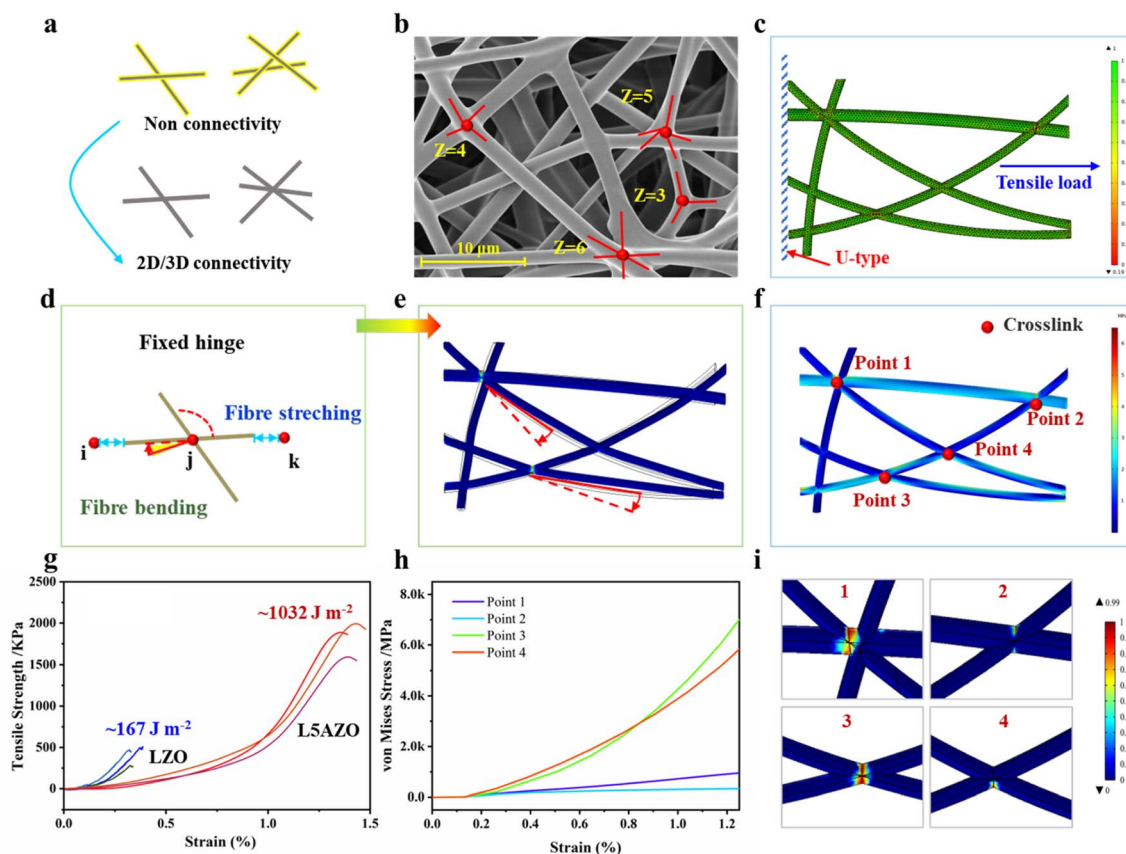 a
Non connectivity
2D/3D connectivity
b
Z=5
Z=4
Z=3
Z=6
10 μm
c
Tensile load
U-type
1
0.19
d
Fixed hinge
Fibre streching
i
j
k
Fibre bending
e
f
Crosslink
Point 1
Point 2
Point 4
Point 3
g
2500
2000
1500
1000
500
0
Tensile Strength /KPa
~1032 J m⁻²
~167 J m⁻²
LZO
L5AZO
0.0 0.5 1.0 1.5
Strain (%)
h
8.0k
6.0k
4.0k
2.0k
0.0
von Mises Stress /MPa
Point 1
Point 2
Point 3
Point 4
0.0 0.2 0.4 0.6 0.8 1.0 1.2
Strain (%)
i
1
2
3
4
▲ 0.99
1
0
▼ 0